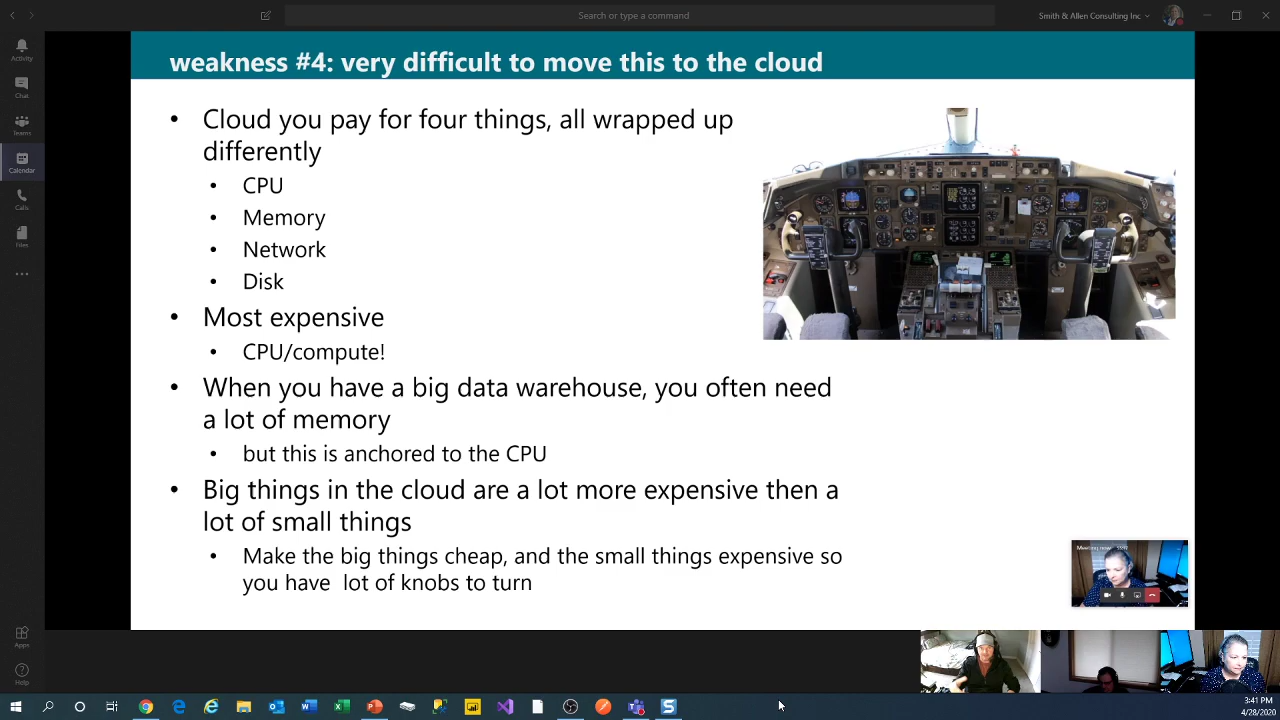 Search or type a command
Smith & Allen Consulting Inc
Activity
Chat
Teams
Calendar
Calls
Files
Apps
Help
weakness #4: very difficult to move this to the cloud
• Cloud you pay for four things, all wrapped up
differently
• CPU
• Memory
• Network
• Disk
• Most expensive
• CPU/compute!
• When you have a big data warehouse, you often need
a lot of memory
• but this is anchored to the CPU
• Big things in the cloud are a lot more expensive then a
lot of small things
• Make the big things cheap, and the small things expensive so
you have lot of knobs to turn
3:41 PM
4/28/2020